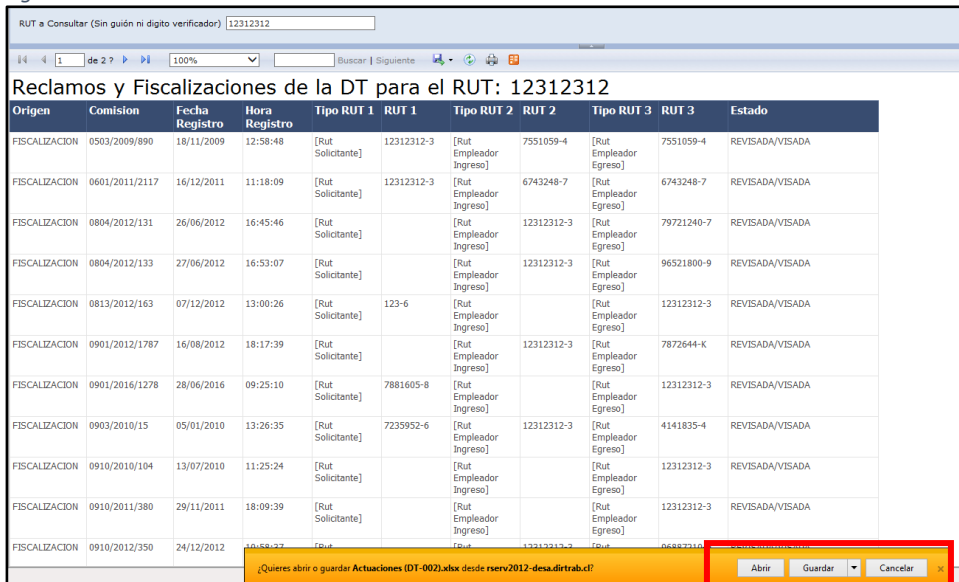 RUT a Consultar (Sin guión ni digito verificador) 12312312
1 de 2 ? 100% Buscar | Siguiente
Reclamos y Fiscalizaciones de la DT para el RUT: 12312312
Origen Comision Fecha Registro Hora Registro Tipo RUT 1 RUT 1 Tipo RUT 2 RUT 2 Tipo RUT 3 RUT 3 Estado
FISCALIZACION 0503/2009/890 18/11/2009 12:58:48 [Rut Solicitante] 12312312-3 [Rut Empleador Ingreso] 7551059-4 [Rut Empleador Egreso] 7551059-4 REVISADA/VISADA
FISCALIZACION 0601/2011/2117 16/12/2011 11:18:09 [Rut Solicitante] 12312312-3 [Rut Empleador Ingreso] 6743248-7 [Rut Empleador Egreso] 6743248-7 REVISADA/VISADA
FISCALIZACION 0804/2012/131 26/06/2012 16:45:46 [Rut Solicitante] [Rut Empleador Ingreso] 12312312-3 [Rut Empleador Egreso] 79721240-7 REVISADA/VISADA
FISCALIZACION 0804/2012/133 27/06/2012 16:53:07 [Rut Solicitante] [Rut Empleador Ingreso] 12312312-3 [Rut Empleador Egreso] 96521800-9 REVISADA/VISADA
FISCALIZACION 0813/2012/163 07/12/2012 13:00:26 [Rut Solicitante] 123-6 [Rut Empleador Ingreso] [Rut Empleador Egreso] 12312312-3 REVISADA/VISADA
FISCALIZACION 0901/2012/1787 16/08/2012 18:17:39 [Rut Solicitante] [Rut Empleador Ingreso] 12312312-3 [Rut Empleador Egreso] 7872644-K REVISADA/VISADA
FISCALIZACION 0901/2016/1278 28/06/2016 09:25:10 [Rut Solicitante] 7881605-8 [Rut Empleador Ingreso] [Rut Empleador Egreso] 12312312-3 REVISADA/VISADA
FISCALIZACION 0903/2010/15 05/01/2010 13:26:35 [Rut Solicitante] 7235952-6 [Rut Empleador Ingreso] 12312312-3 [Rut Empleador Egreso] 4141835-4 REVISADA/VISADA
FISCALIZACION 0910/2010/104 13/07/2010 11:25:24 [Rut Solicitante] [Rut Empleador Ingreso] [Rut Empleador Egreso] 12312312-3 REVISADA/VISADA
FISCALIZACION 0910/2011/380 29/11/2011 18:09:39 [Rut Solicitante] [Rut Empleador Ingreso] [Rut Empleador Egreso] 12312312-3 REVISADA/VISADA
FISCALIZACION 0910/2012/350 24/12/2012
¿Quieres abrir o guardar Actuaciones (DT-002).xlsx desde rserv2012-desa.dirtrab.cl? Abrir Guardar Cancelar ×